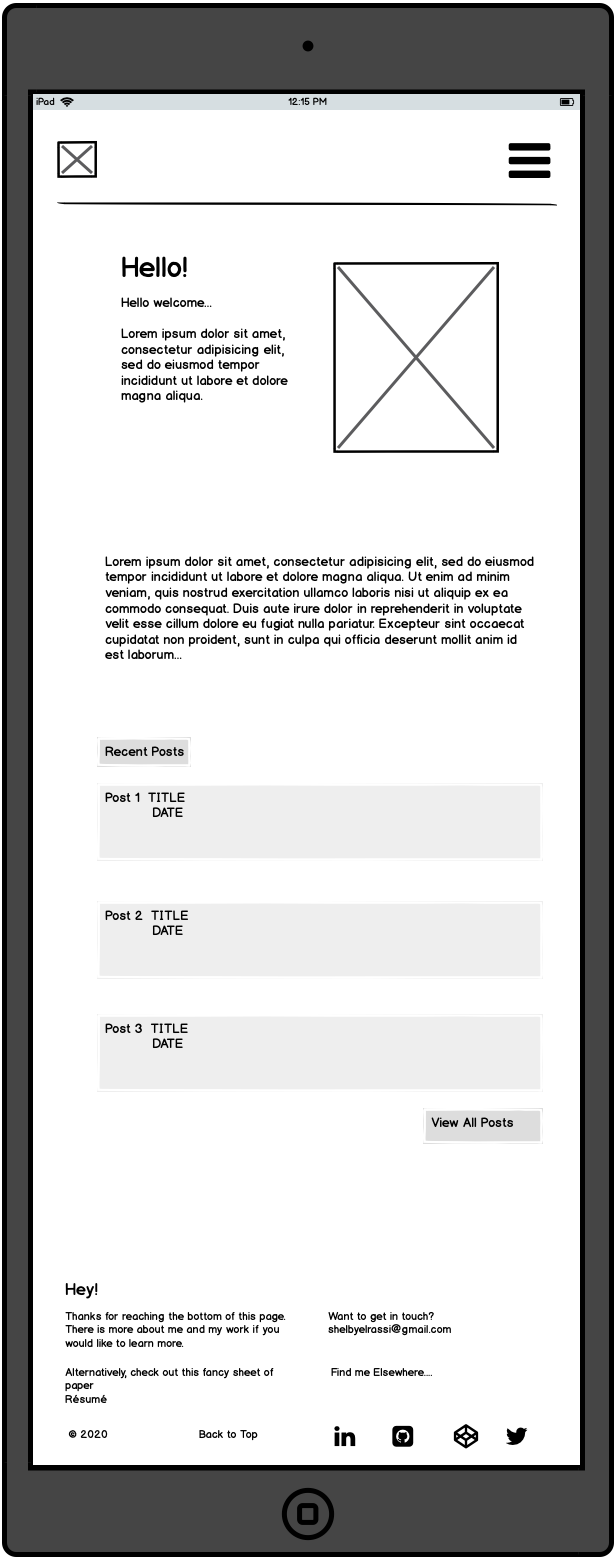 iPad 12:15 PM
Hello!
Hello welcome...
Lorem ipsum dolor sit amet,
consectetur adipisicing elit,
sed do eiusmod tempor
incididunt ut labore et dolore
magna aliqua.
Lorem ipsum dolor sit amet, consectetur adipisicing elit, sed do eiusmod
tempor incididunt ut labore et dolore magna aliqua. Ut enim ad minim
veniam, quis nostrud exercitation ullamco laboris nisi ut aliquip ex ea
commodo consequat. Duis aute irure dolor in reprehenderit in voluptate
velit esse cillum dolore eu fugiat nulla pariatur. Excepteur sint occaecat
cupidatat non proident, sunt in culpa qui officia deserunt mollit anim id
est laborum...
Recent Posts
Post 1 TITLE
DATE
Post 2 TITLE
DATE
Post 3 TITLE
DATE
View All Posts
Hey!
Thanks for reaching the bottom of this page.
There is more about me and my work if you
would like to learn more.
Want to get in touch?
shelbyelrassi@gmail.com
Alternatively, check out this fancy sheet of
paper
Résumé
Find me Elsewhere....
© 2020
Back to Top
in